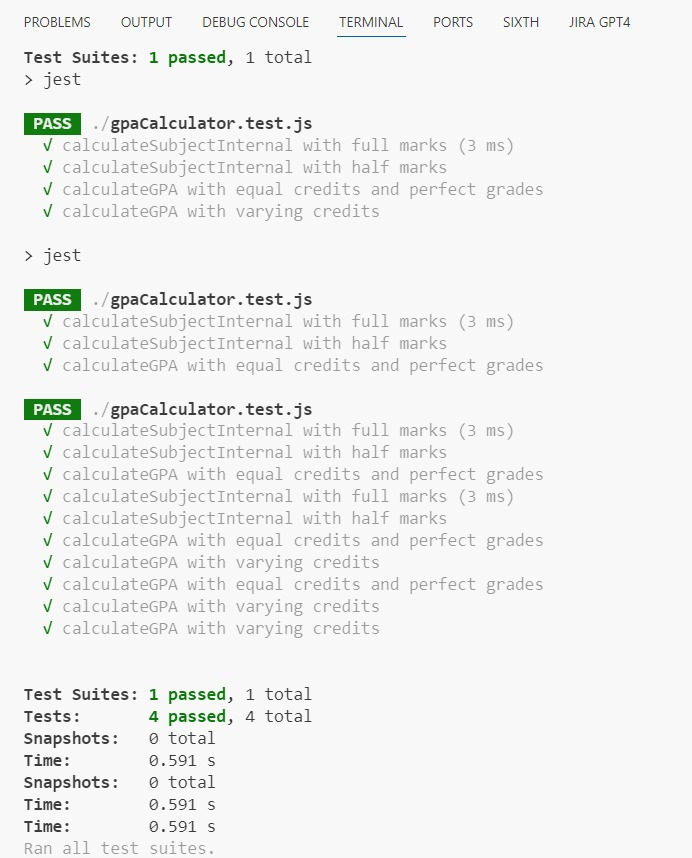 PROBLEMS OUTPUT DEBUG CONSOLE TERMINAL PORTS SIXTH JIRA GPT4
Test Suites: 1 passed, 1 total
> jest
PASS ./gpaCalculator.test.js
√ calculateSubjectInternal with full marks (3 ms)
√ calculateSubjectInternal with half marks
√ calculateGPA with equal credits and perfect grades
√ calculateGPA with varying credits
> jest
PASS ./gpaCalculator.test.js
√ calculateSubjectInternal with full marks (3 ms)
√ calculateSubjectInternal with half marks
√ calculateGPA with equal credits and perfect grades
PASS ./gpaCalculator.test.js
√ calculateSubjectInternal with full marks (3 ms)
√ calculateSubjectInternal with half marks
√ calculateGPA with equal credits and perfect grades
√ calculateSubjectInternal with full marks (3 ms)
√ calculateSubjectInternal with half marks
√ calculateGPA with equal credits and perfect grades
√ calculateGPA with varying credits
√ calculateGPA with equal credits and perfect grades
√ calculateGPA with varying credits
√ calculateGPA with varying credits
Test Suites: 1 passed, 1 total
Tests: 4 passed, 4 total
Snapshots: 0 total
Time: 0.591 s
Snapshots: 0 total
Time: 0.591 s
Time: 0.591 s
Ran all test suites.